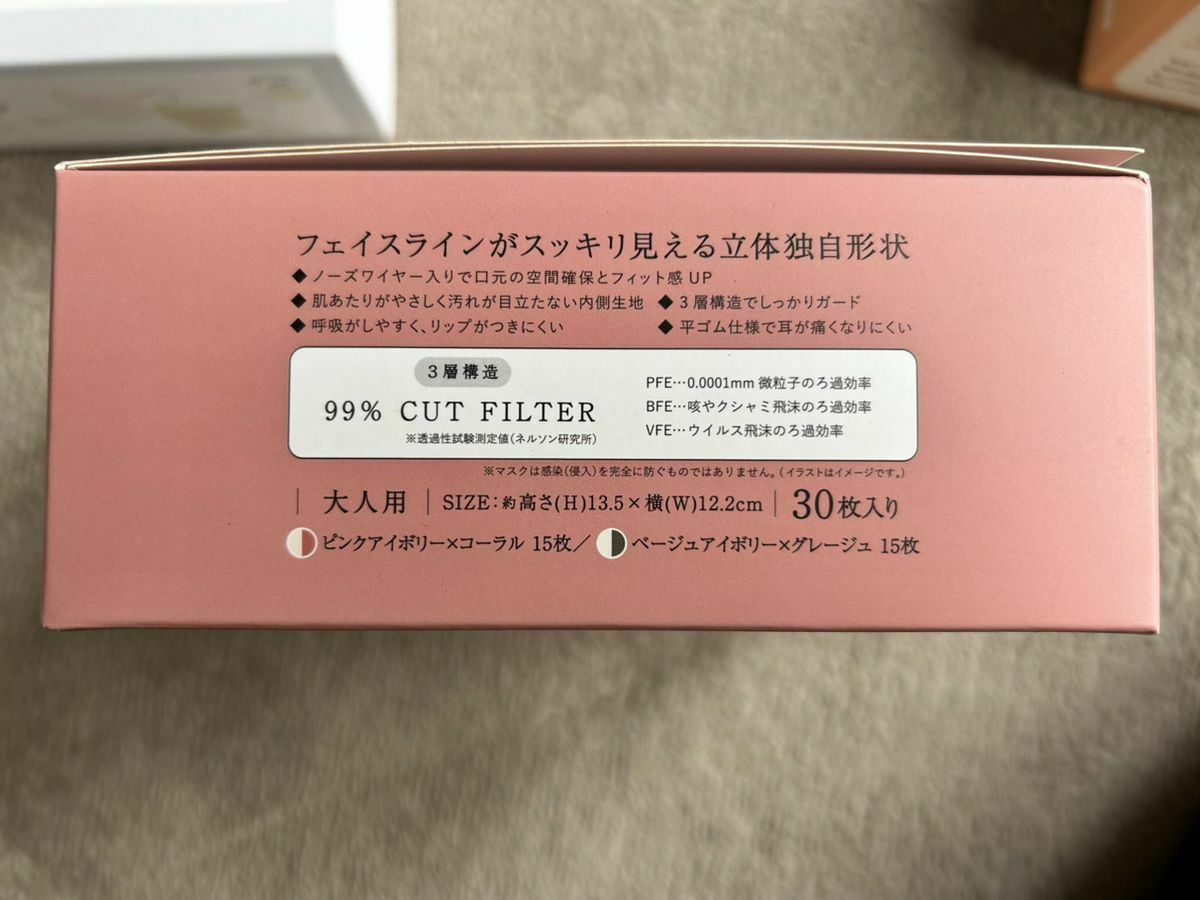 フェイスラインがスッキリ見える立体独自形状
◆ ノーズワイヤー入りで口元の空間確保とフィット感 UP
◆ 肌あたりがやさしく汚れが目立たない内側生地 ◆ 3層構造でしっかりガード
◆ 呼吸がしやすく、リップがつきにくい ◆ 平ゴム仕様で耳が痛くなりにくい
3層構造
99% CUT FILTER
※透過性試験測定値(ネルソン研究所)
PFE…0.0001mm 微粒子のろ過効率
BFE…咳やクシャミ飛沫のろ過効率
VFE…ウイルス飛沫のろ過効率
※マスクは感染(侵入)を完全に防ぐものではありません。(イラストはイメージです。)
大人用 SIZE:約高さ(H)13.5×横(W)12.2cm 30枚入り
ピンクアイボリー×コーラル 15枚/ベージュアイボリー×グレージュ 15枚